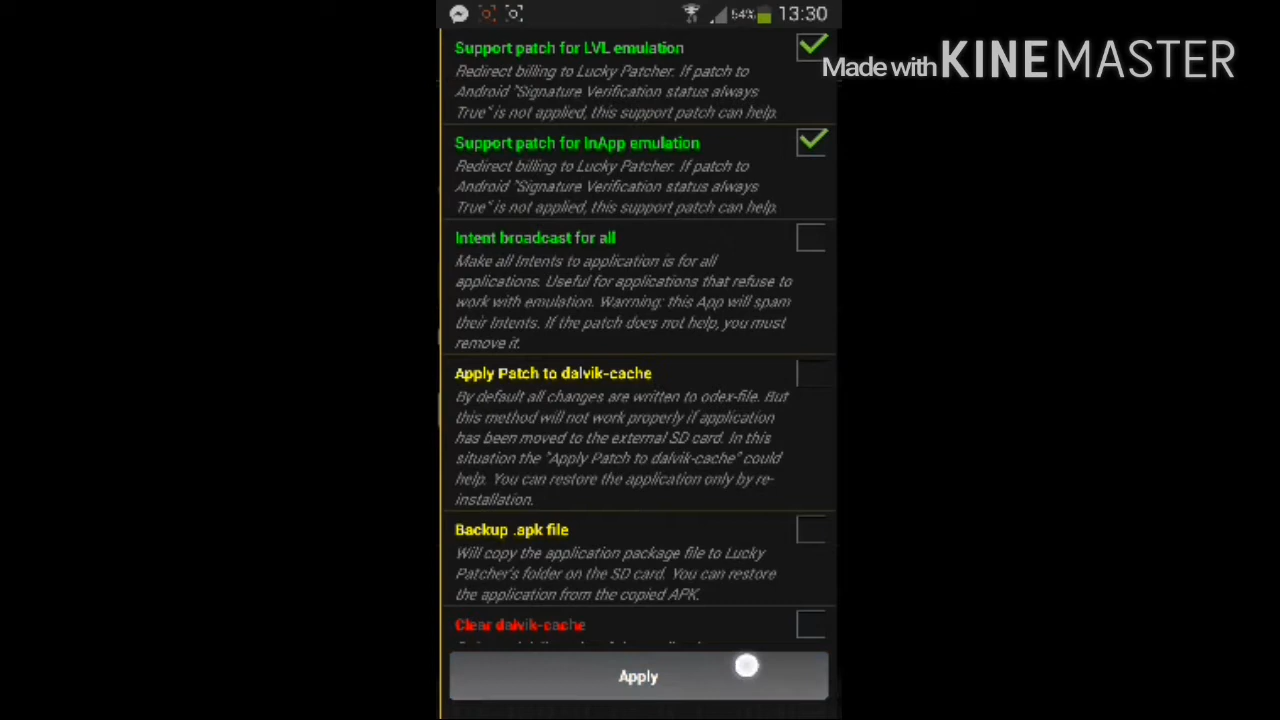 54% 13:30
Made with KINEMASTER
Support patch for LVL emulation
Redirect billing to Lucky Patcher. If patch to
Android "Signature Verification status always
True" is not applied, this support patch can help.
Support patch for InApp emulation
Redirect billing to Lucky Patcher. If patch to
Android "Signature Verification status always
True" is not applied, this support patch can help.
Intent broadcast for all
Make all Intents to application is for all
applications. Useful for applications that refuse to
work with emulation. Warrning: this App will spam
their Intents. If the patch does not help, you must
remove it.
Apply Patch to dalvik-cache
By default all changes are written to odex-file. But
this method will not work properly if application
has been moved to the external SD card. In this
situation the "Apply Patch to dalvik-cache" could
help. You can restore the application only by re-
installation.
Backup .apk file
Will copy the application package file to Lucky
Patcher's folder on the SD card. You can restore
the application from the copied APK.
Clear dalvik-cache
Apply